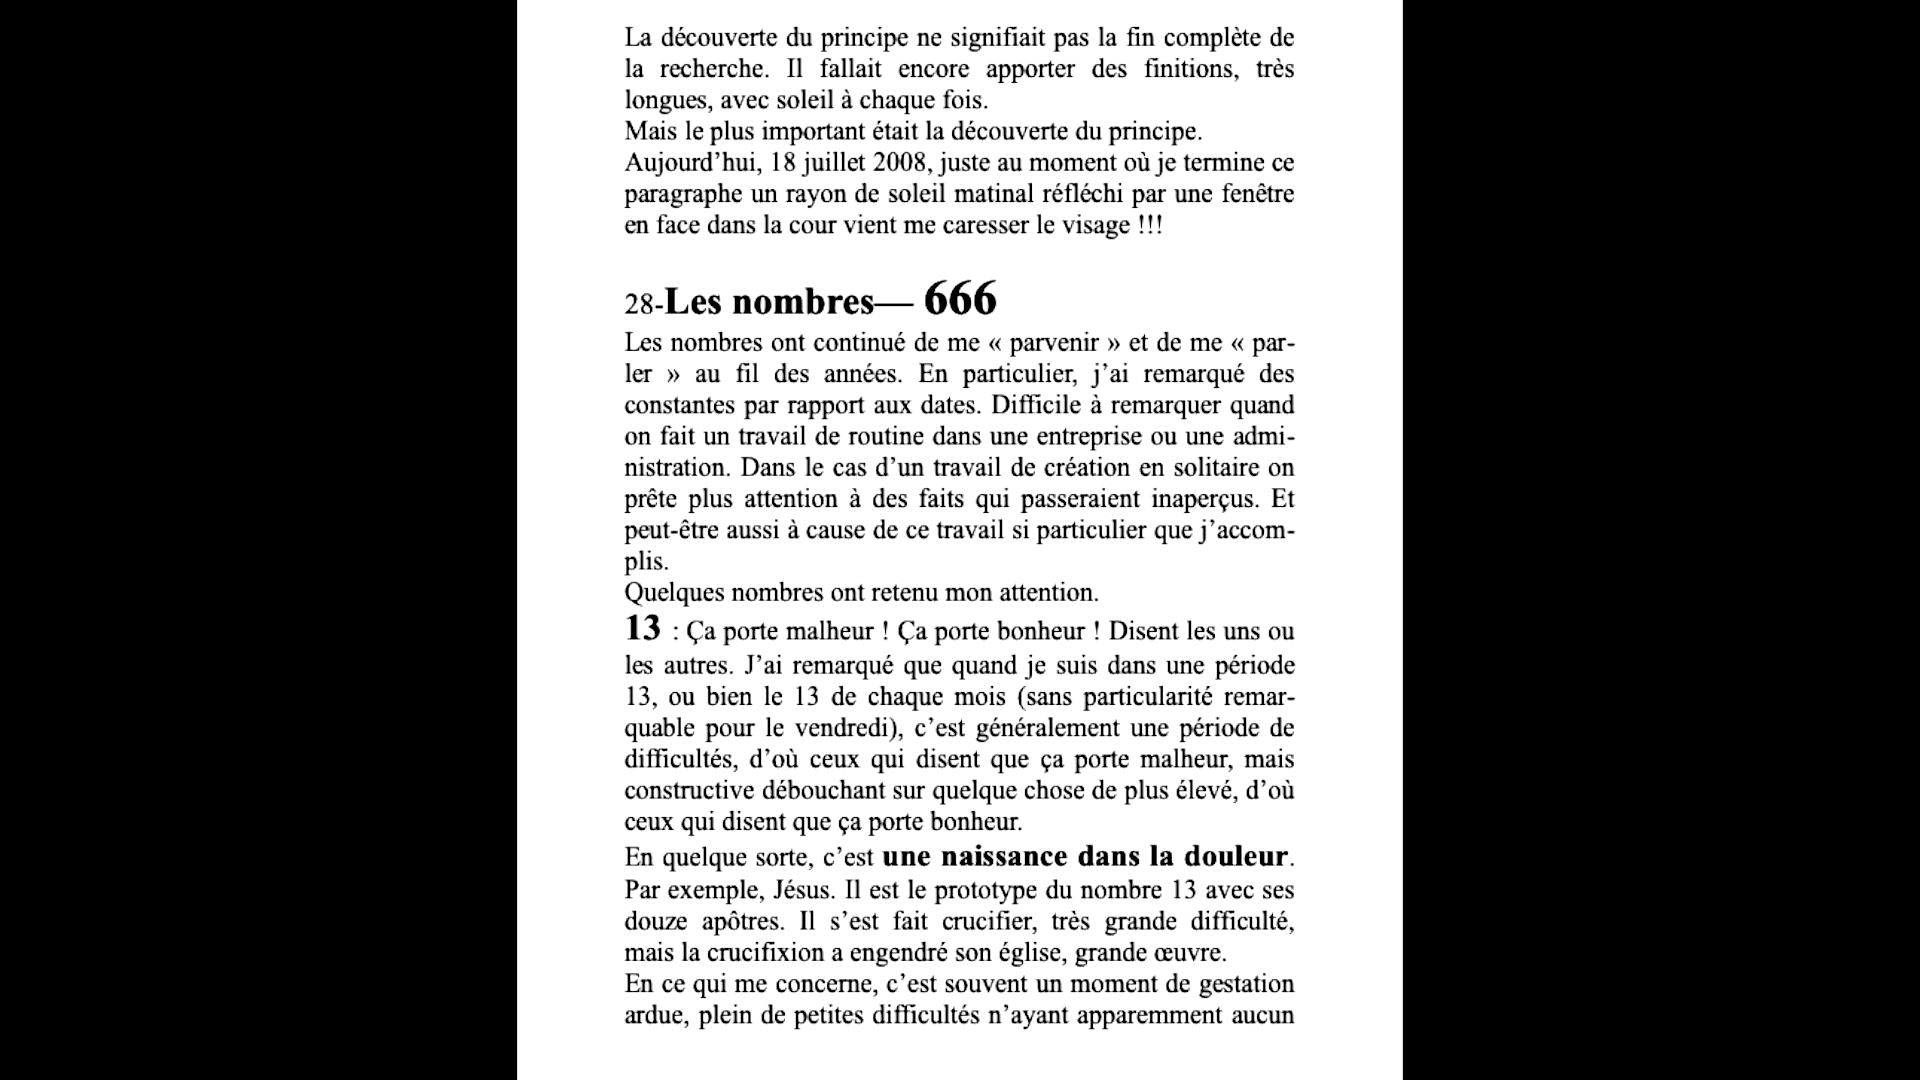 La découverte du principe ne signifiait pas la fin complète de
la recherche. Il fallait encore apporter des finitions, très
longues, avec soleil à chaque fois.
Mais le plus important était la découverte du principe.
Aujourd’hui, 18 juillet 2008, juste au moment où je termine ce
paragraphe un rayon de soleil matinal réfléchi par une fenêtre
en face dans la cour vient me caresser le visage !!!
28-Les nombres— 666
Les nombres ont continué de me « parvenir » et de me « par-
ler » au fil des années. En particulier, j’ai remarqué des
constantes par rapport aux dates. Difficile à remarquer quand
on fait un travail de routine dans une entreprise ou une admi-
nistration. Dans le cas d’un travail de création en solitaire on
prête plus attention à des faits qui passeraient inaperçus. Et
peut-être aussi à cause de ce travail si particulier que j’accom-
plis.
Quelques nombres ont retenu mon attention.
13 : Ça porte malheur ! Ça porte bonheur ! Disent les uns ou
les autres. J’ai remarqué que quand je suis dans une période
13, ou bien le 13 de chaque mois (sans particularité remar-
quable pour le vendredi), c’est généralement une période de
difficultés, d’où ceux qui disent que ça porte malheur, mais
constructive débouchant sur quelque chose de plus élevé, d’où
ceux qui disent que ça porte bonheur.
En quelque sorte, c’est une naissance dans la douleur.
Par exemple, Jésus. Il est le prototype du nombre 13 avec ses
douze apôtres. Il s’est fait crucifier, très grande difficulté,
mais la crucifixion a engendré son église, grande œuvre.
En ce qui me concerne, c’est souvent un moment de gestation
ardue, plein de petites difficultés n’ayant apparemment aucun